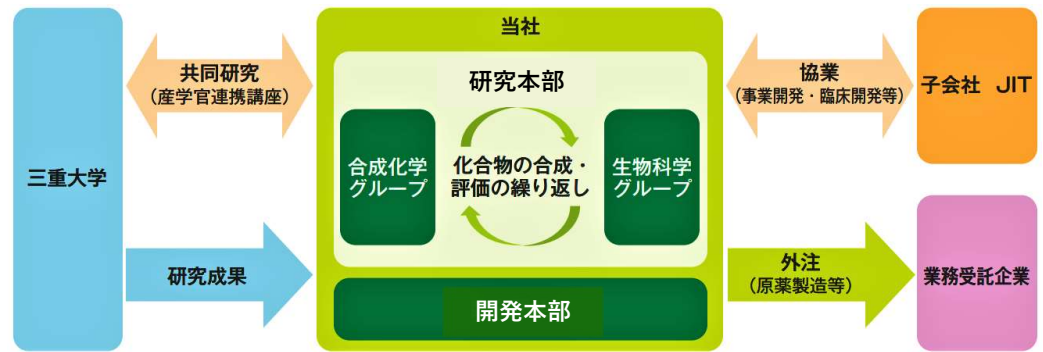 三重大学
共同研究
（産学官連携講座）
研究成果
当社
研究本部
合成化学
グループ
化合物の合成・
評価の繰り返し
生物科学
グループ
開発本部
協業
（事業開発・臨床開発等）
子会社　JIT
外注
（原薬製造等）
業務受託企業